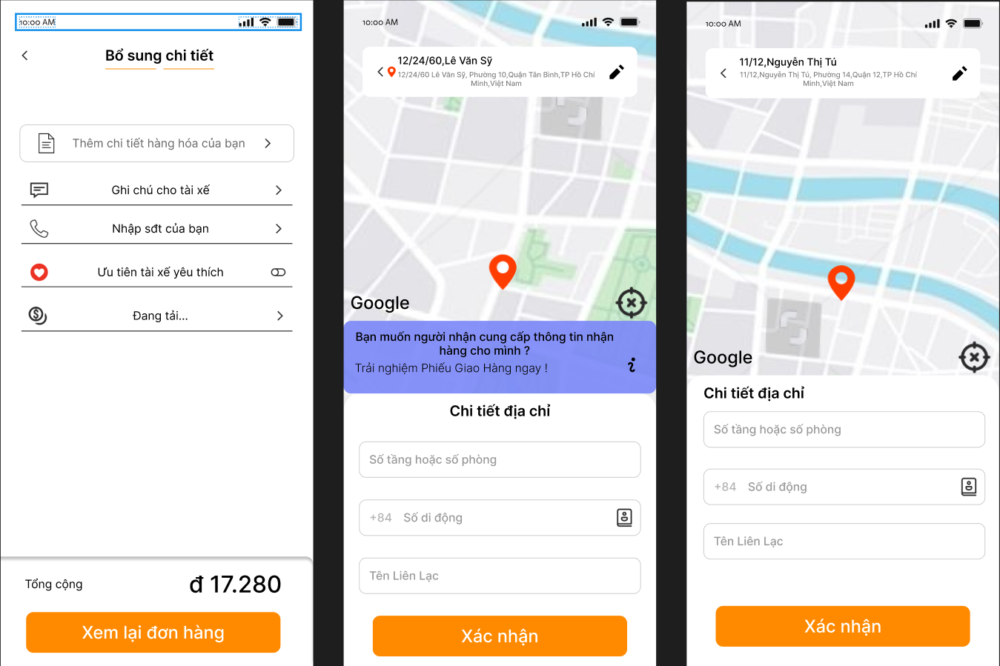 10:00 AM
Bổ sung chi tiết
Thêm chi tiết hàng hóa của bạn
Ghi chú cho tài xế
Nhập sđt của bạn
Ưu tiên tài xế yêu thích
Đang tải...
Tổng cộng
đ 17.280
Xem lại đơn hàng
10:00 AM
12/24/60,Lê Văn Sỹ
12/24/60 Lê Văn Sỹ, Phường 10,Quận Tân Bình,TP Hồ Chí
Minh,Việt Nam
Google
Bạn muốn người nhận cung cấp thông tin nhận
hàng cho mình ?
Trải nghiệm Phiếu Giao Hàng ngay !
Chi tiết địa chỉ
Số tầng hoặc số phòng
+84 Số di động
Tên Liên Lạc
Xác nhận
10:00 AM
11/12,Nguyễn Thị Tú
11/12,Nguyễn Thị Tú, Phường 14,Quận 12,TP Hồ Chí
Minh,Việt Nam
Google
Chi tiết địa chỉ
Số tầng hoặc số phòng
+84 Số di động
Tên Liên Lạc
Xác nhận